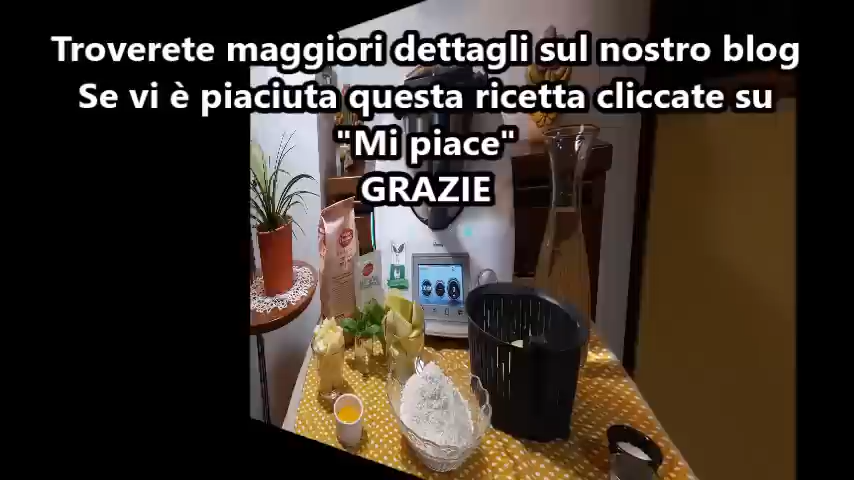 Troverete maggiori dettagli sul nostro blog
Se vi è piaciuta questa ricetta cliccate su
"Mi piace"
GRAZIE